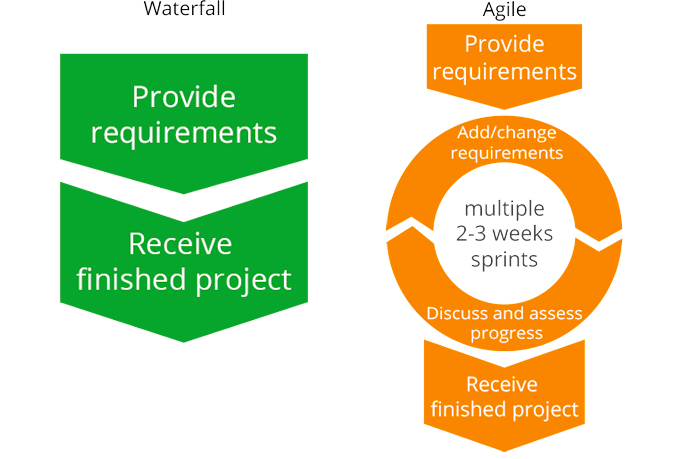 Waterfall
Provide
requirements
Receive
finished project
Agile
Provide
requirements
Add/change
requirements
multiple
2-3 weeks
sprints
Discuss and assess
progress
Receive
finished project